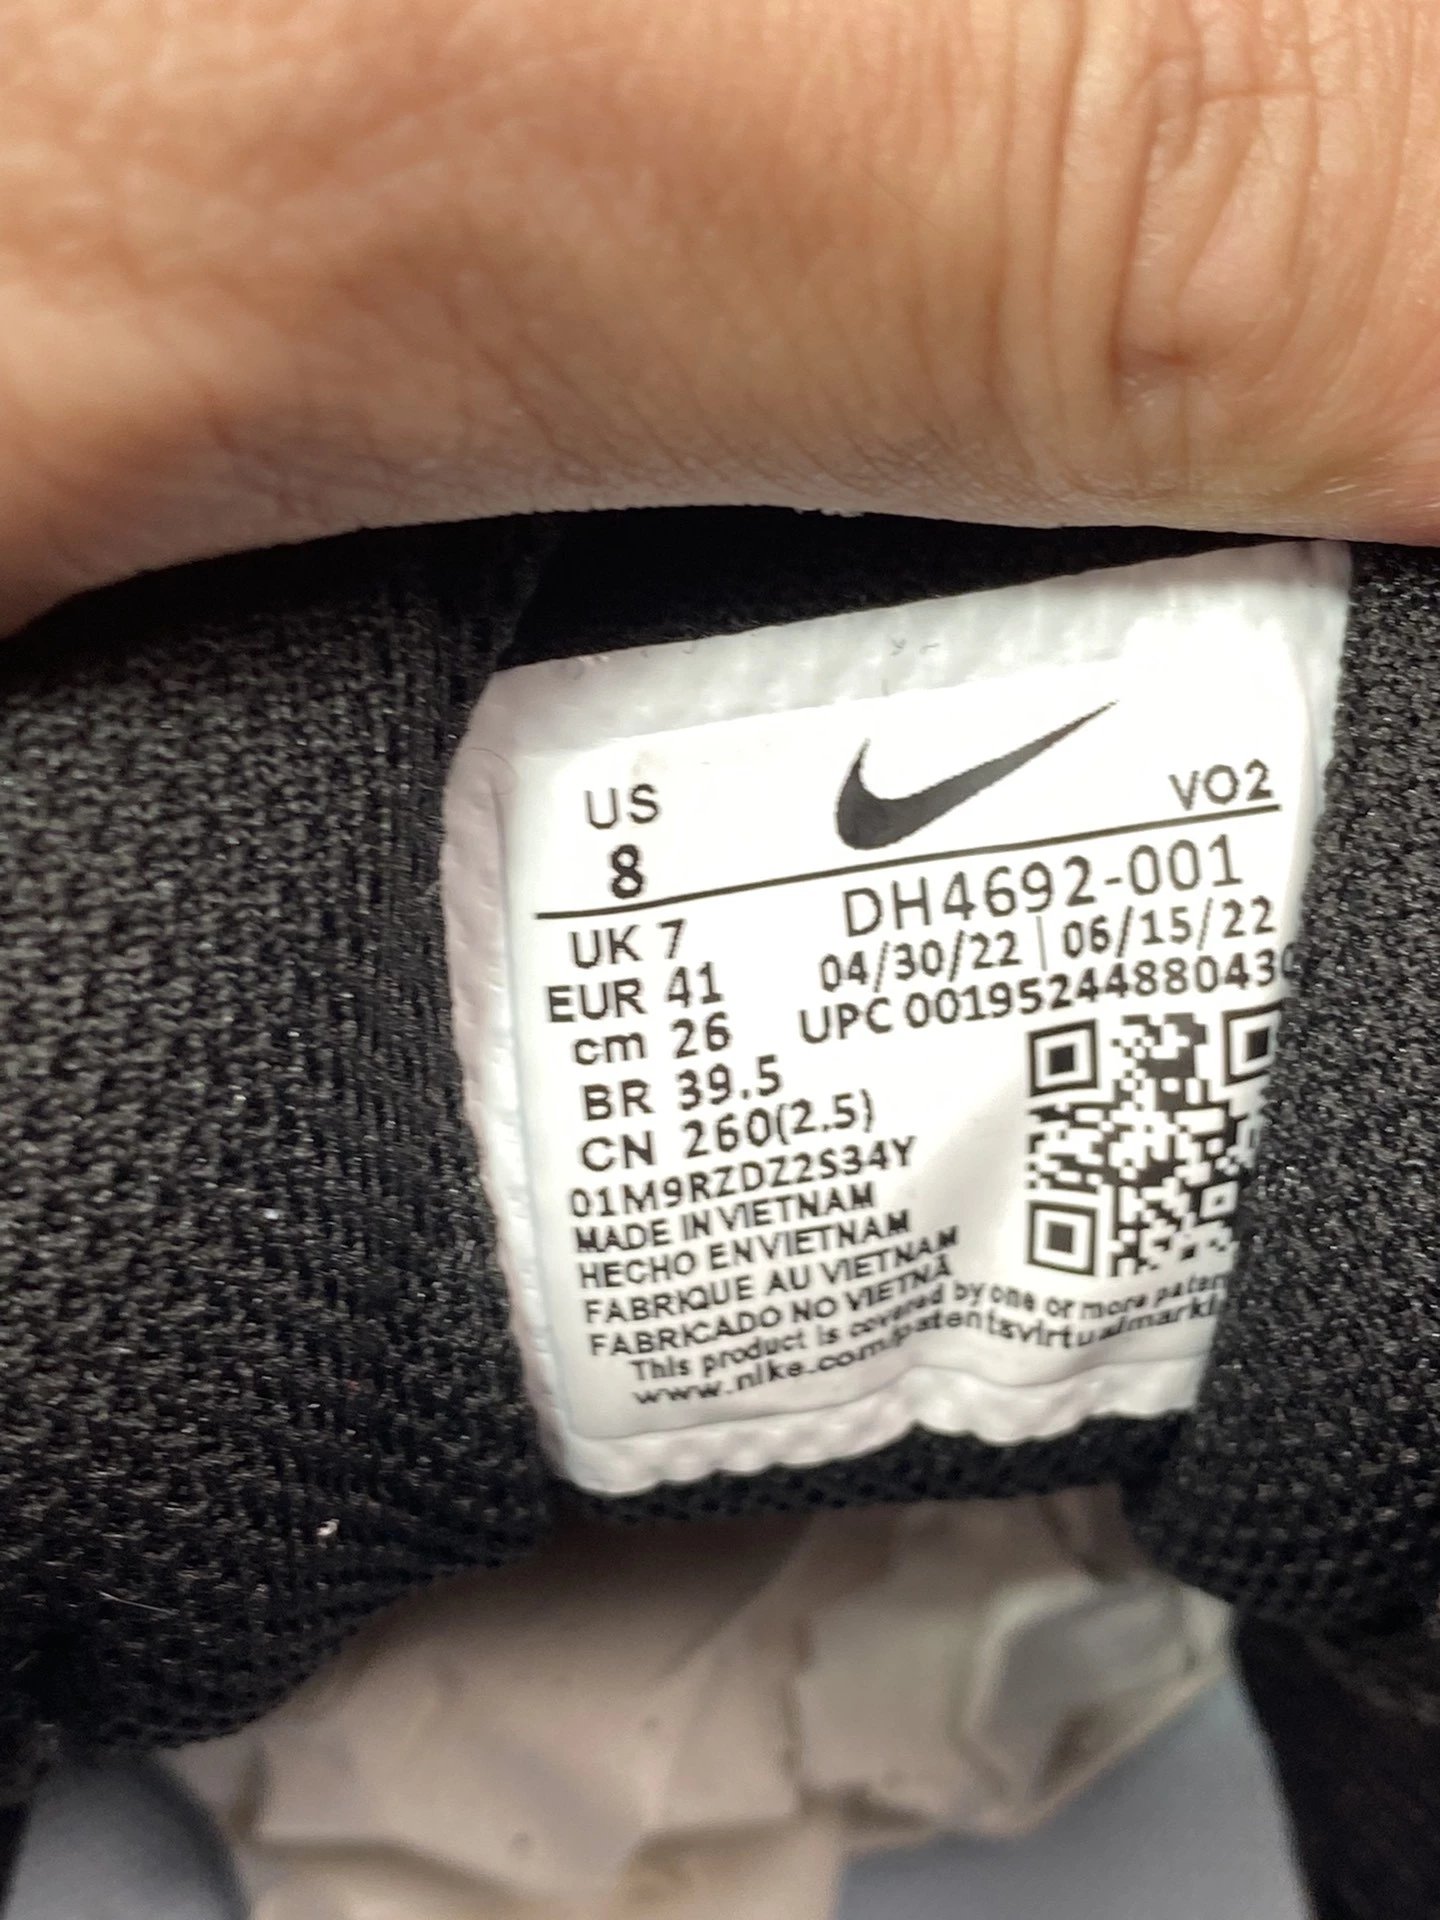 US
8
VO2
UK 7
DH4692-001
EUR 41
04/30/22 | 06/15/22
cm 26
UPC 00195244880430
BR 39.5
CN 260(2.5)
01M9RZDZ2S34Y
MADE IN VIETNAM
HECHO EN VIETNAM
FABRIQUE AU VIETNAM
FABRICADO NO VIETNÃ
This product is covered by one or more
www.nike.com/patentsvirtualmarki